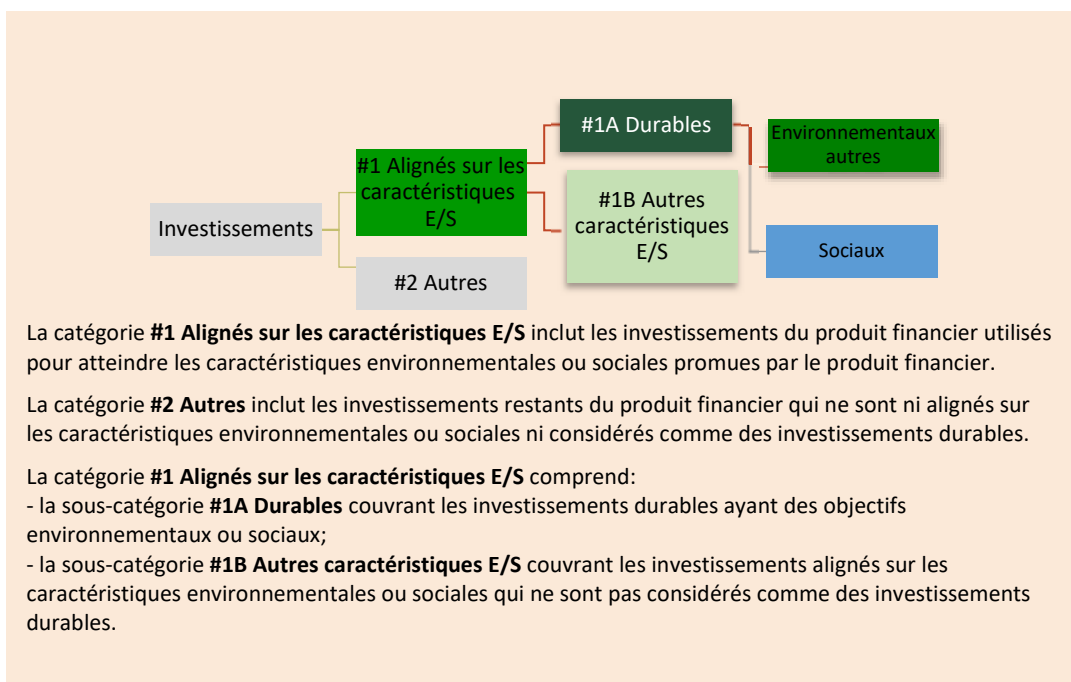 #1A Durables
Environnementaux
autres
#1 Alignés sur les
caractéristiques
E/S
#1B Autres
caractéristiques
E/S
Investissements
Sociaux
#2 Autres
La catégorie #1 Alignés sur les caractéristiques E/S inclut les investissements du produit financier utilisés
pour atteindre les caractéristiques environnementales ou sociales promues par le produit financier.
La catégorie #2 Autres inclut les investissements restants du produit financier qui ne sont ni alignés sur
les caractéristiques environnementales ou sociales ni considérés comme des investissements durables.
La catégorie #1 Alignés sur les caractéristiques E/S comprend:
- la sous-catégorie #1A Durables couvrant les investissements durables ayant des objectifs
environnementaux ou sociaux;
- la sous-catégorie #1B Autres caractéristiques E/S couvrant les investissements alignés sur les
caractéristiques environnementales ou sociales qui ne sont pas considérés comme des investissements
durables.